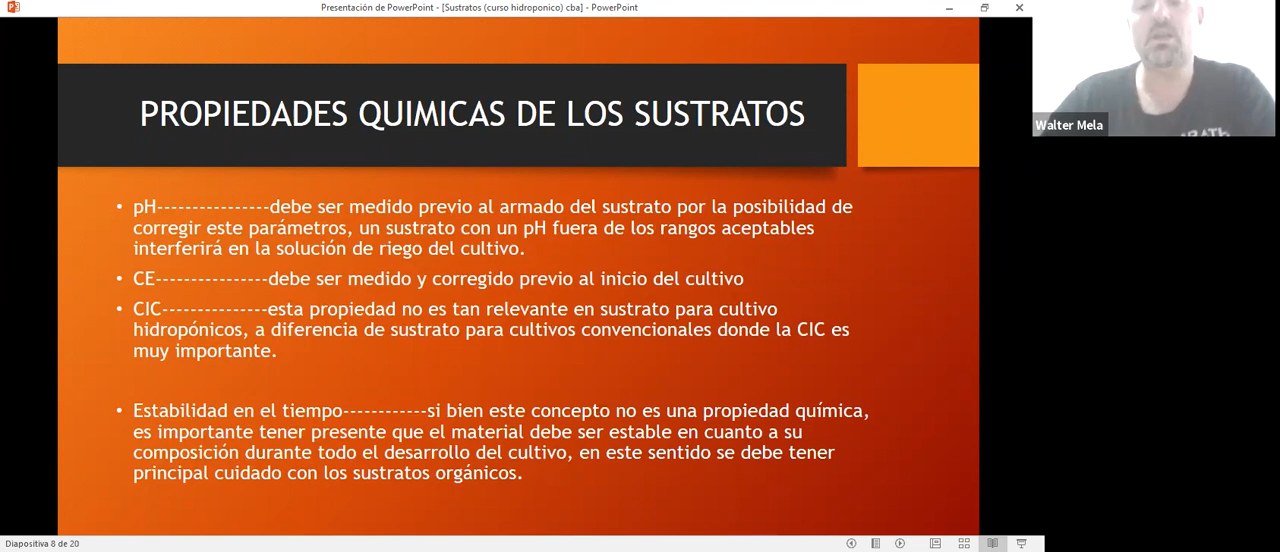 Presentación de PowerPoint - [Sustratos (curso hidroponico) cba] - PowerPoint
PROPIEDADES QUIMICAS DE LOS SUSTRATOS
Walter Mela
• pH----------------debe ser medido previo al armado del sustrato por la posibilidad de
corregir este parámetros, un sustrato con un pH fuera de los rangos aceptables
interferirá en la solución de riego del cultivo.
• CE----------------debe ser medido y corregido previo al inicio del cultivo
• CIC---------------esta propiedad no es tan relevante en sustrato para cultivo
hidropónicos, a diferencia de sustrato para cultivos convencionales donde la CIC es
muy importante.
• Estabilidad en el tiempo------------si bien este concepto no es una propiedad química,
es importante tener presente que el material debe ser estable en cuanto a su
composición durante todo el desarrollo del cultivo, en este sentido se debe tener
principal cuidado con los sustratos orgánicos.
Diapositiva 8 de 20